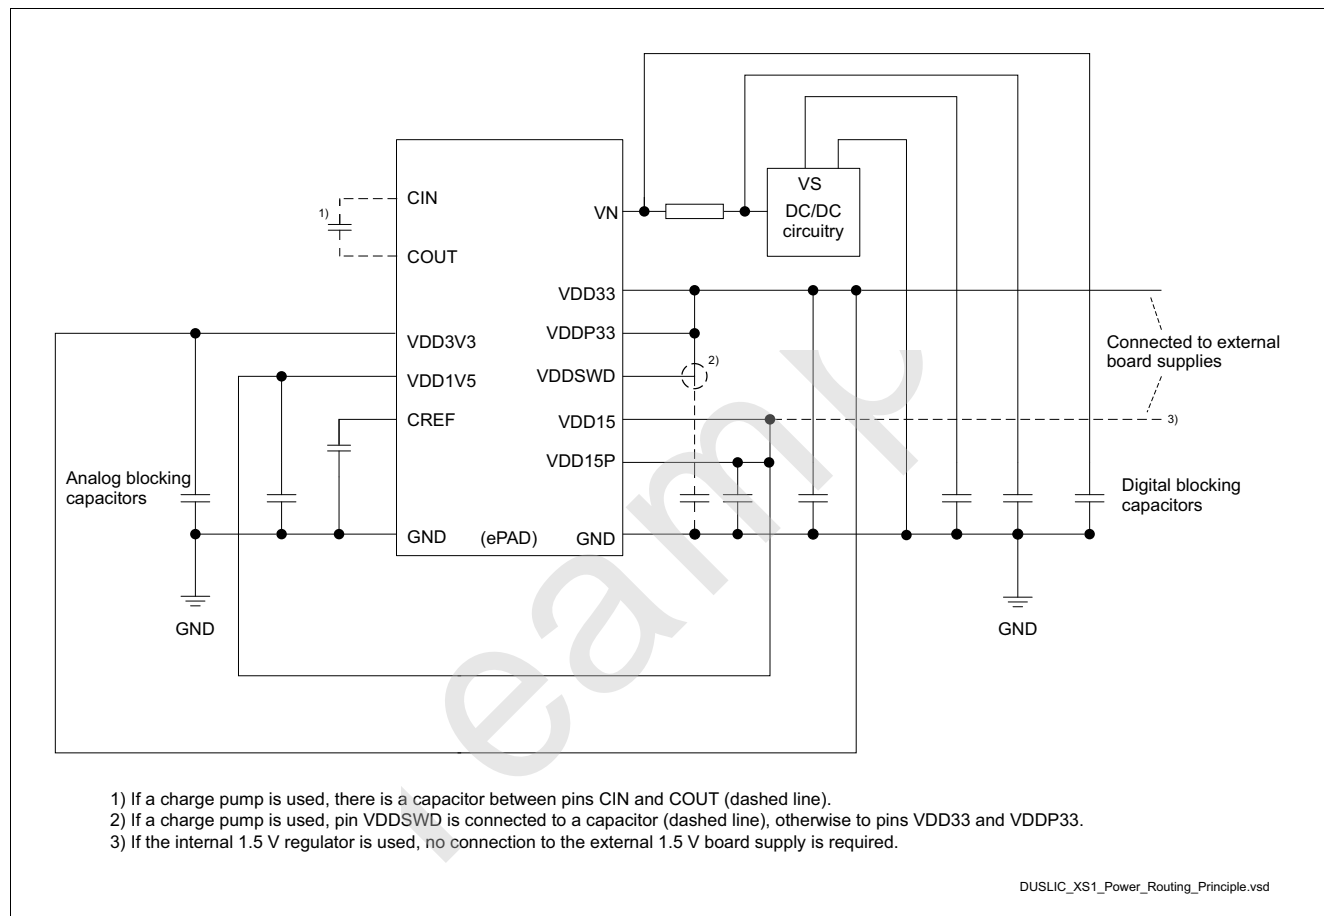 CIN
1)
COUT
VDD3V3
VDD1V5
CREF
GND
(ePAD)
VN
VDD33
VDDP33
VDDSWD
2)
VDD15
VDD15P
GND
VS
DC/DC
circuitry
Connected to external
board supplies
3)
Analog blocking
capacitors
Digital blocking
capacitors
GND
GND
1) If a charge pump is used, there is a capacitor between pins CIN and COUT (dashed line).
2) If a charge pump is used, pin VDDSWD is connected to a capacitor (dashed line), otherwise to pins VDD33 and VDDP33.
3) If the internal 1.5 V regulator is used, no connection to the external 1.5 V board supply is required.
DUSLIC_XS1_Power_Routing_Principle.vsd